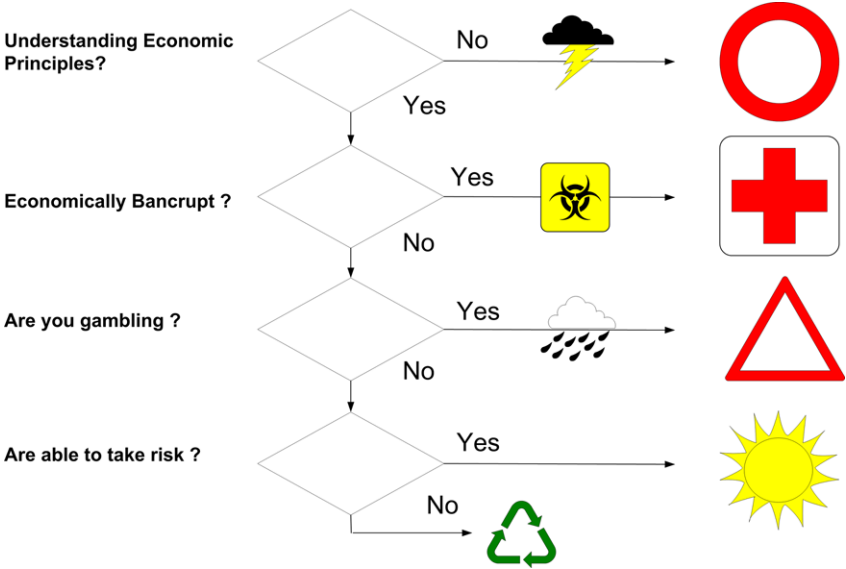 Understanding Economic
Principles?
No
Yes
Economically Bancrupt ?
Yes
No
Are you gambling ?
Yes
No
Are able to take risk ?
Yes
No